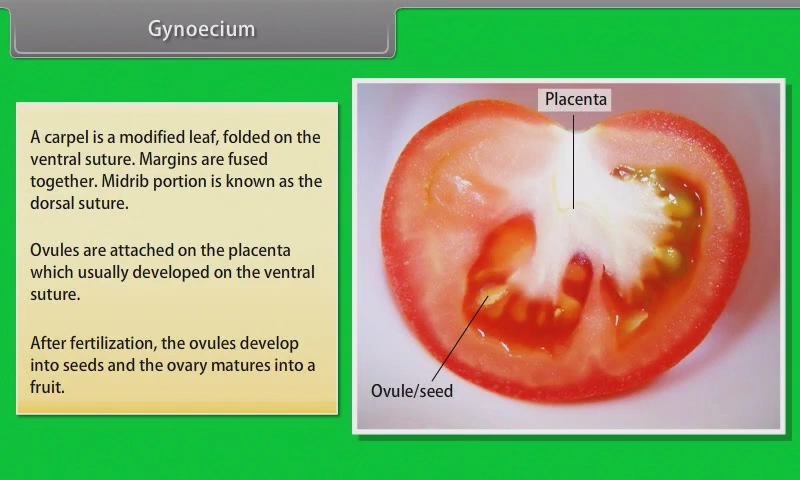 Gynoecium
A carpel is a modified leaf, folded on the
ventral suture. Margins are fused
together. Midrib portion is known as the
dorsal suture.
Ovules are attached on the placenta
which usually developed on the ventral
suture.
After fertilization, the ovules develop
into seeds and the ovary matures into a
fruit.
Placenta
Ovule/seed